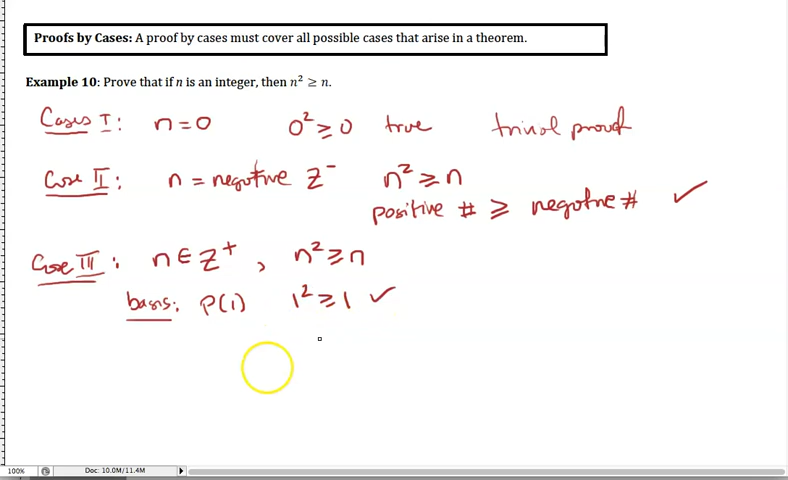 Proofs by Cases: A proof by cases must cover all possible cases that arise in a theorem.
Example 10: Prove that if n is an integer, then n² ≥ n.
Cases I: n = 0 0² ≥ 0 true trivial proof
Case II: n = negative Z⁻ n² ≥ n
positive # ≥ negative # ✓
Case III: n ∈ Z⁺, n² ≥ n
basis: P(1) 1² ≥ 1 ✓
100% Doc: 10.0M/11.4M